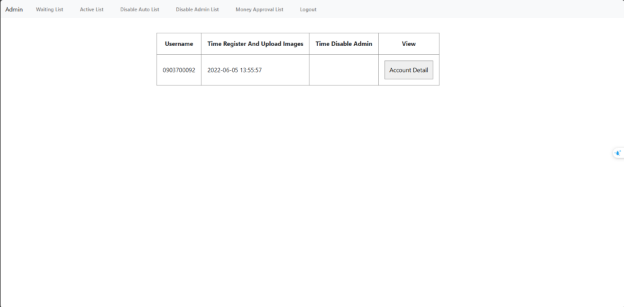 Admin Waiting List Active List Disable Auto List Disable Admin List Money Approval List Logout
Username Time Register And Upload Images Time Disable Admin View
0903700092 2022-06-05 13:55:57 Account Detail